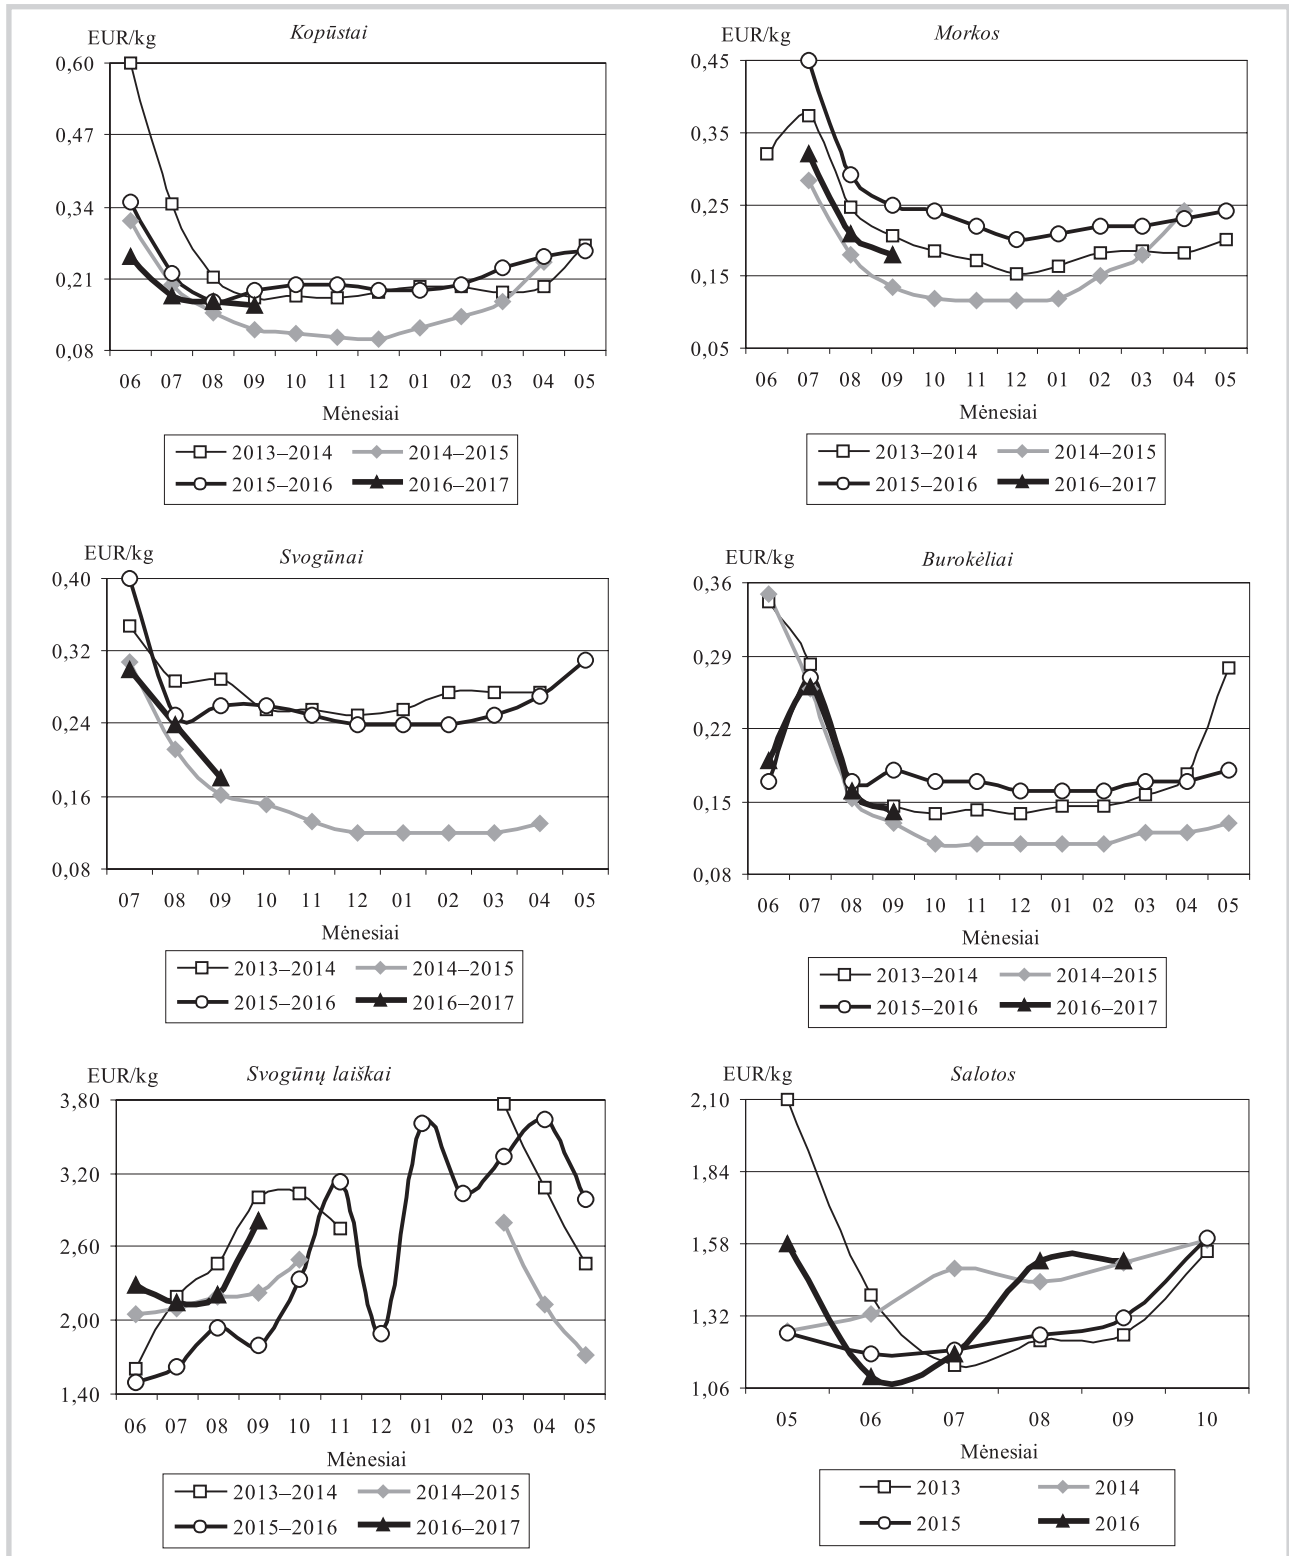 EUR/kg Kopūstai
0,60
0,47
0,34
0,21
0,08
06 07 08 09 10 11 12 01 02 03 04 05
Mėnesiai
2013–2014 2014–2015
2015–2016 2016–2017
EUR/kg Morkos
0,45
0,35
0,25
0,15
0,05
06 07 08 09 10 11 12 01 02 03 04 05
Mėnesiai
2013–2014 2014–2015
2015–2016 2016–2017
EUR/kg Svogūnai
0,40
0,32
0,24
0,16
0,08
07 08 09 10 11 12 01 02 03 04 05
Mėnesiai
2013–2014 2014–2015
2015–2016 2016–2017
EUR/kg Burokėliai
0,36
0,29
0,22
0,15
0,08
06 07 08 09 10 11 12 01 02 03 04 05
Mėnesiai
2013–2014 2014–2015
2015–2016 2016–2017
EUR/kg Svogūnų laiškai
3,80
3,20
2,60
2,00
1,40
06 07 08 09 10 11 12 01 02 03 04 05
Mėnesiai
2013–2014 2014–2015
2015–2016 2016–2017
EUR/kg Salotos
2,10
1,84
1,58
1,32
1,06
05 06 07 08 09 10
Mėnesiai
2013 2014
2015 2016